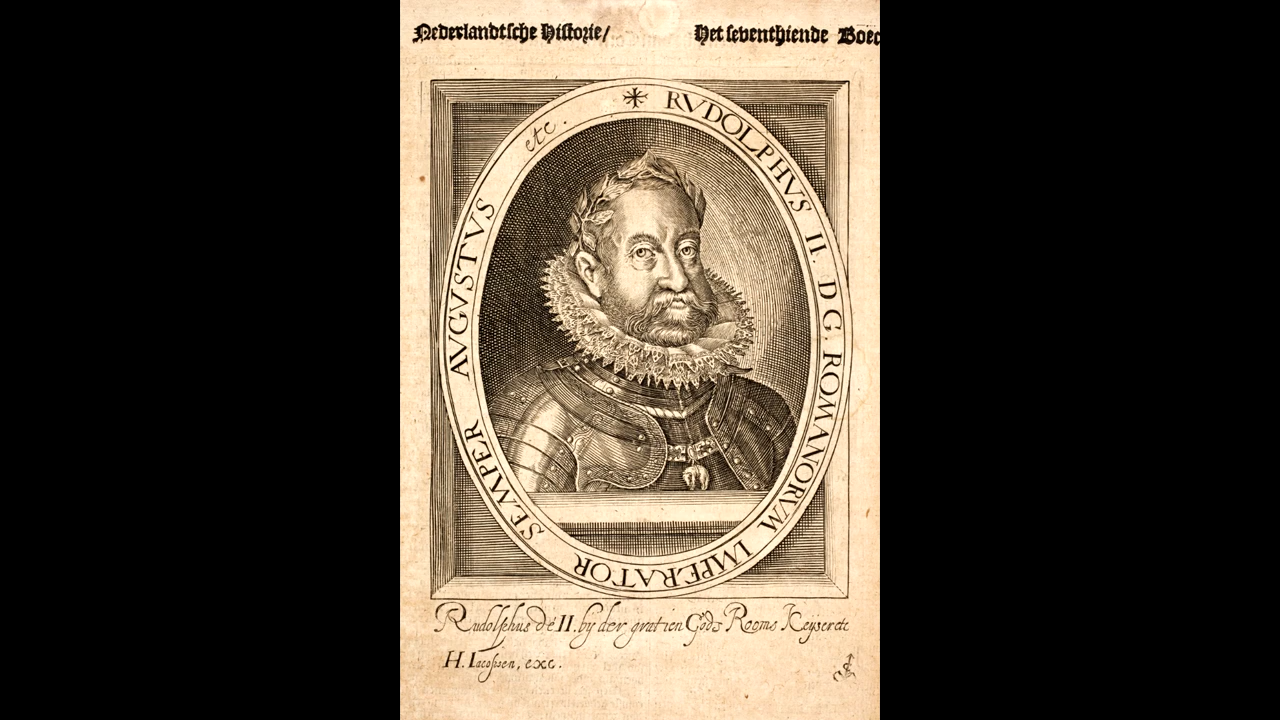 Nederlandtsche Historie/ Het seventhiende Boec
* RVDOLPHVS II. D G. ROMANORVM IMPERATOR SEMPER AVGVSTVS etc.
Rudolphus dè II. by der gratien Gods Rooms Keyser etc
H. Iacobsen, exc.